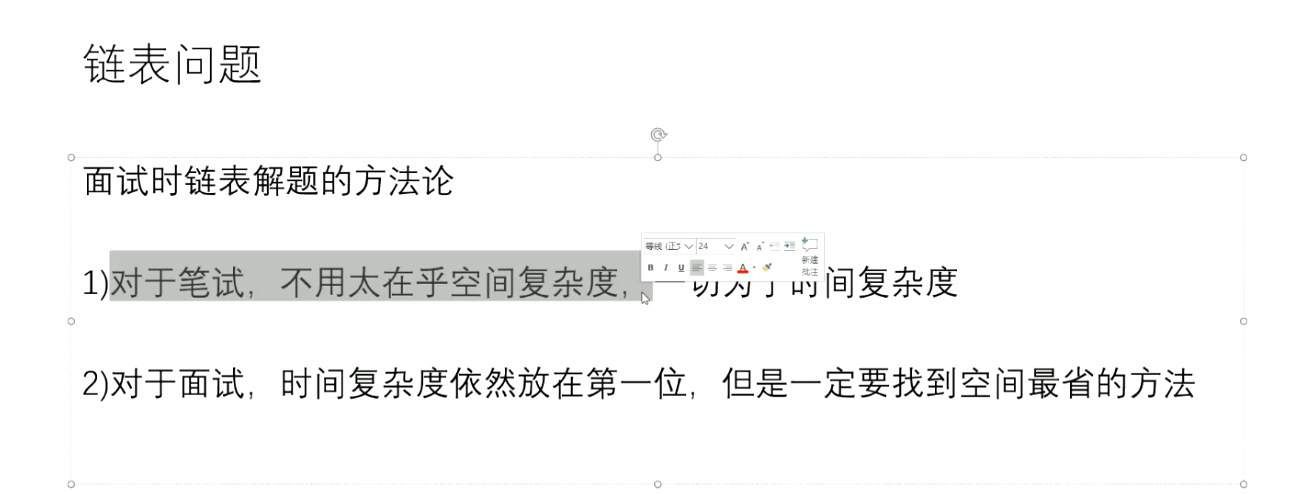 链表问题
面试时链表解题的方法论
等线 (正文 24 A A 新建
B I U A 批注
1)对于笔试，不用太在乎空间复杂度，一切为了时间复杂度
2)对于面试，时间复杂度依然放在第一位，但是一定要找到空间最省的方法